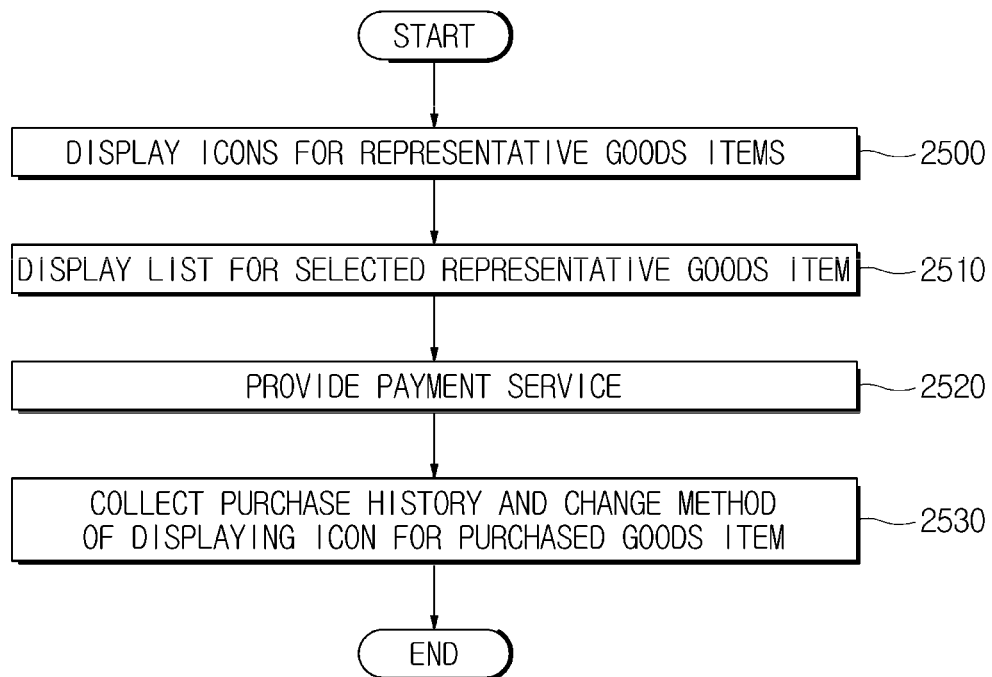 START
DISPLAY ICONS FOR REPRESENTATIVE GOODS ITEMS
2500
DISPLAY LIST FOR SELECTED REPRESENTATIVE GOODS ITEM
2510
PROVIDE PAYMENT SERVICE
2520
COLLECT PURCHASE HISTORY AND CHANGE METHOD
OF DISPLAYING ICON FOR PURCHASED GOODS ITEM
2530
END